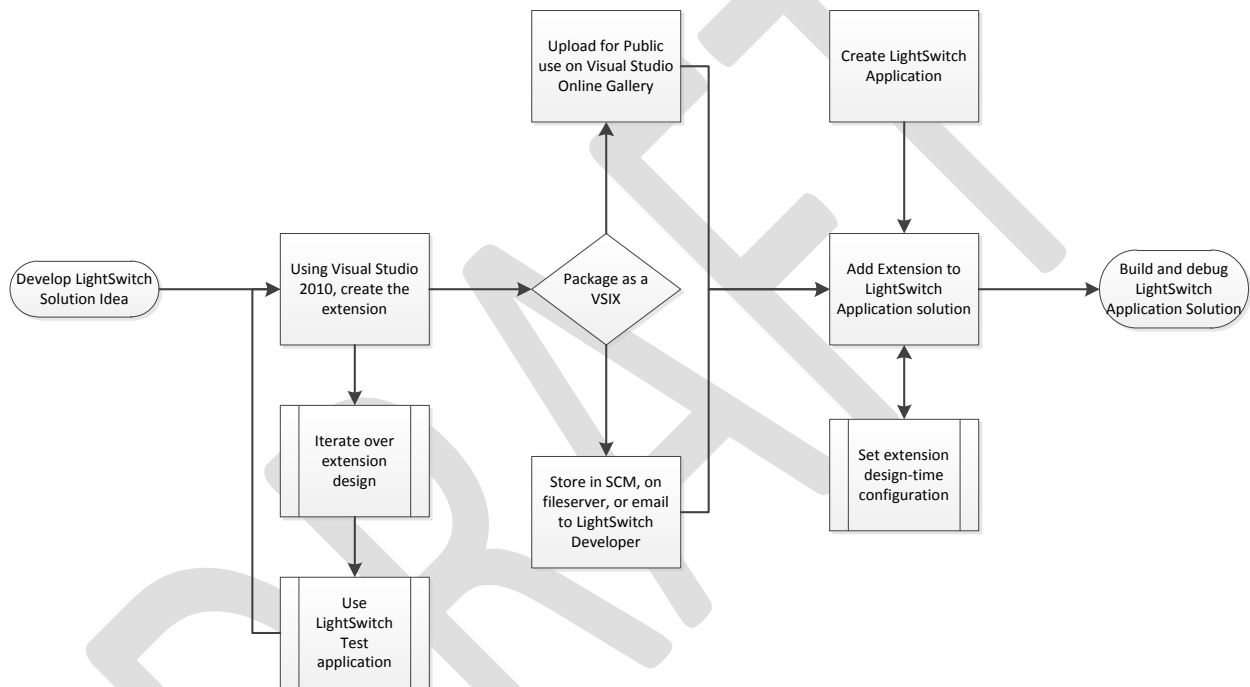 Upload for Public
use on Visual Studio
Online Gallery
Create LightSwitch
Application
Develop LightSwitch
Solution Idea
Using Visual Studio
2010, create the
extension
Package as a
VSIX
Add Extension to
LightSwitch
Application solution
Build and debug
LightSwitch
Application Solution
Iterate over
extension
design
Store in SCM, on
fileserver, or email
to LightSwitch
Developer
Set extension
design-time
configuration
Use
LightSwitch
Test
application
DRAFT